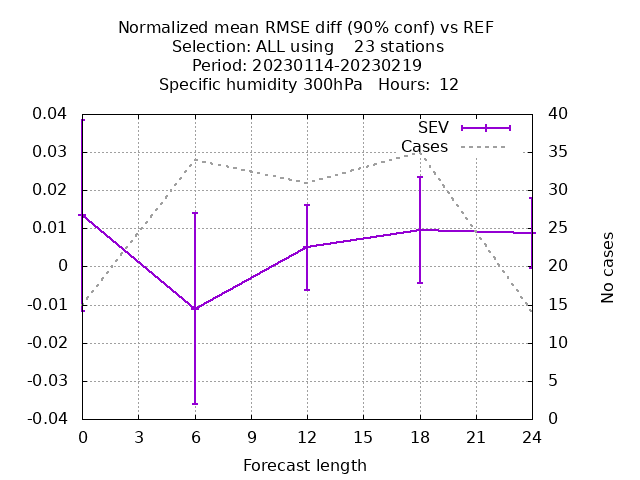 Normalized mean RMSE diff (90% conf) vs REF
Selection: ALL using    23 stations
Period: 20230114-20230219
Specific humidity 300hPa   Hours:  12
SEV
Cases
0.04
0.03
0.02
0.01
0
-0.01
-0.02
-0.03
-0.04
40
35
30
25
20
15
10
5
0
No cases
0 3 6 9 12 15 18 21 24
Forecast length